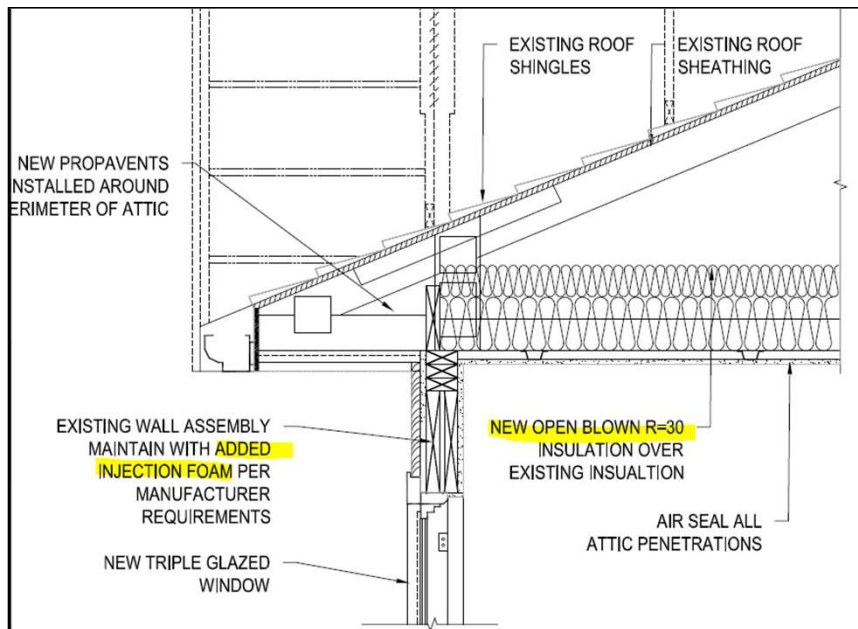 EXISTING ROOF
SHINGLES
EXISTING ROOF
SHEATHING
NEW PROPAVENTS
NSTALLED AROUND
ERIMETER OF ATTIC
EXISTING WALL ASSEMBLY
MAINTAIN WITH ADDED
INJECTION FOAM PER
MANUFACTURER
REQUIREMENTS
NEW OPEN BLOWN R=30
INSULATION OVER
EXISTING INSUALTION
AIR SEAL ALL
ATTIC PENETRATIONS
NEW TRIPLE GLAZED
WINDOW